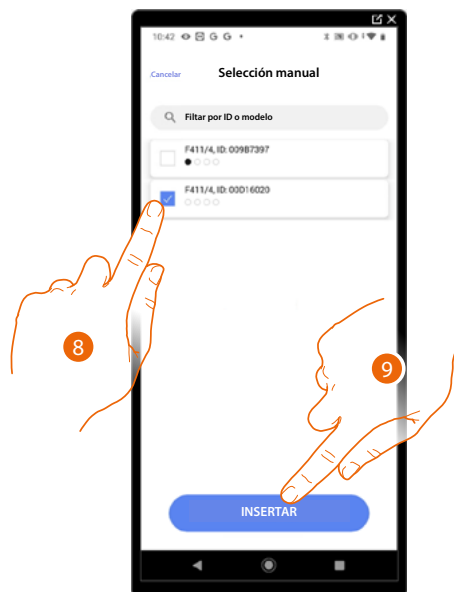 10:42 G G
Cancelar
Selección manual
Filtar por ID o modelo
F411/4, ID: 009B7397
F411/4, ID: 00D16020
8
9
INSERTAR